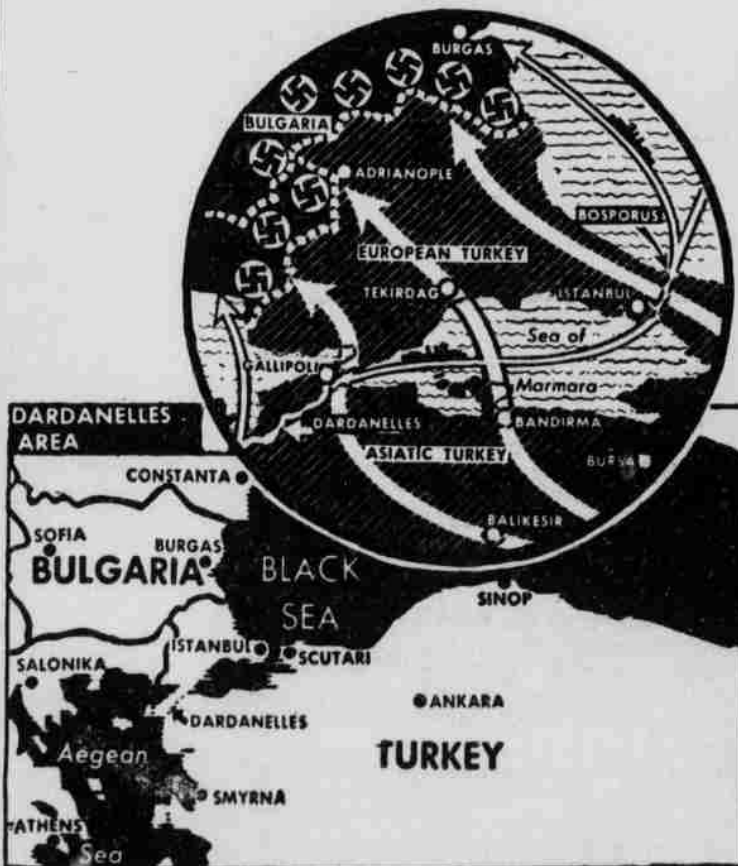 BURGAS
BULGARIA
ADRIANOPLE
BOSPORUS
EUROPEAN TURKEY
TEKIRDAG
ISTANBUL
Sea of
GALLIPOLI
Marmara
DARDANELLES
BANDIRMA
ASIATIC TURKEY
BURSA
BALIKESIR
DARDANELLES
AREA
CONSTANTA
SOFIA
BURGAS
BULGARIA
BLACK
SEA
SINOP
ISTANBUL
SCUTARI
SALONIKA
ANKARA
DARDANELLES
Aegean
TURKEY
SMYRNA
ATHENS
Sea